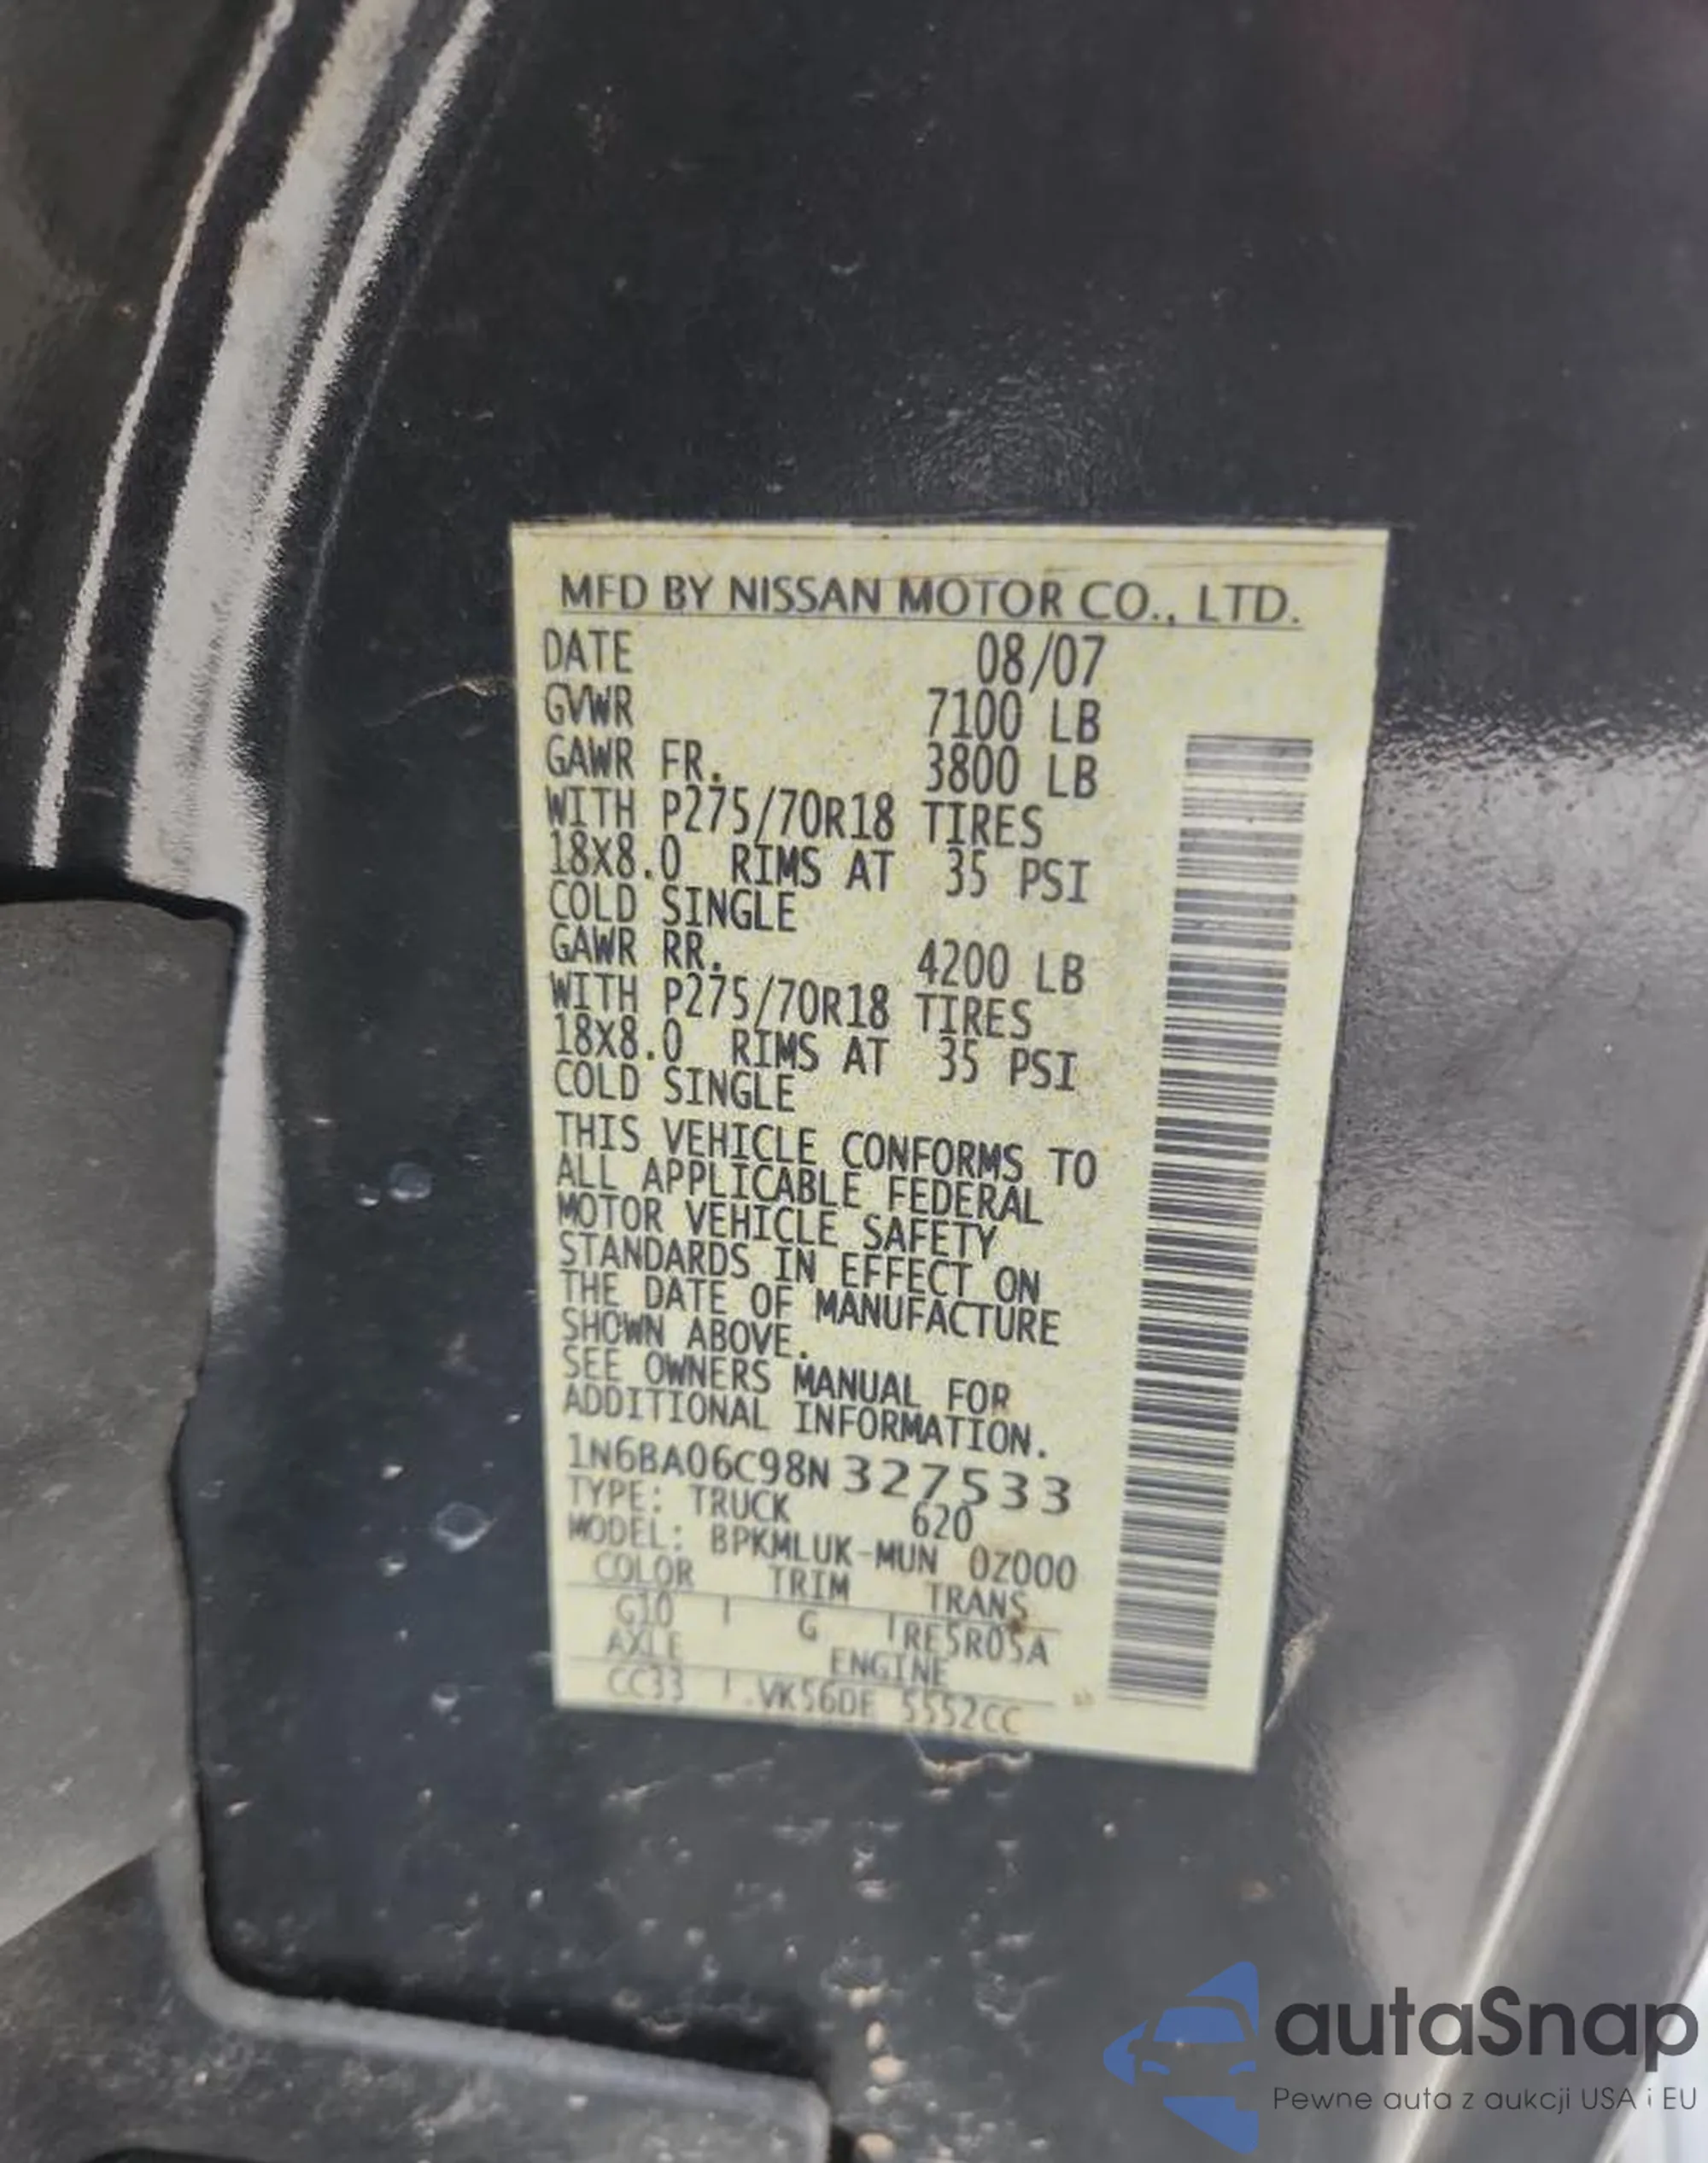 MFD BY NISSAN MOTOR CO., LTD.
DATE 08/07
GVWR 7100 LB
GAWR FR. 3800 LB
WITH P275/70R18 TIRES
18X8.0 RIMS AT 35 PSI
COLD SINGLE
GAWR RR. 4200 LB
WITH P275/70R18 TIRES
18X8.0 RIMS AT 35 PSI
COLD SINGLE
THIS VEHICLE CONFORMS TO
ALL APPLICABLE FEDERAL
MOTOR VEHICLE SAFETY
STANDARDS IN EFFECT ON
THE DATE OF MANUFACTURE
SHOWN ABOVE.
SEE OWNERS MANUAL FOR
ADDITIONAL INFORMATION.
1N6BA06C98N327533
TYPE: TRUCK 620
MODEL: BPKMLUK-MUN 0Z000
COLOR TRIM TRANS
G10 G RE5R05A
AXLE ENGINE
CC33 VK56DE 5552CC
autaSnap
Pewne auta z aukcji USA i EU